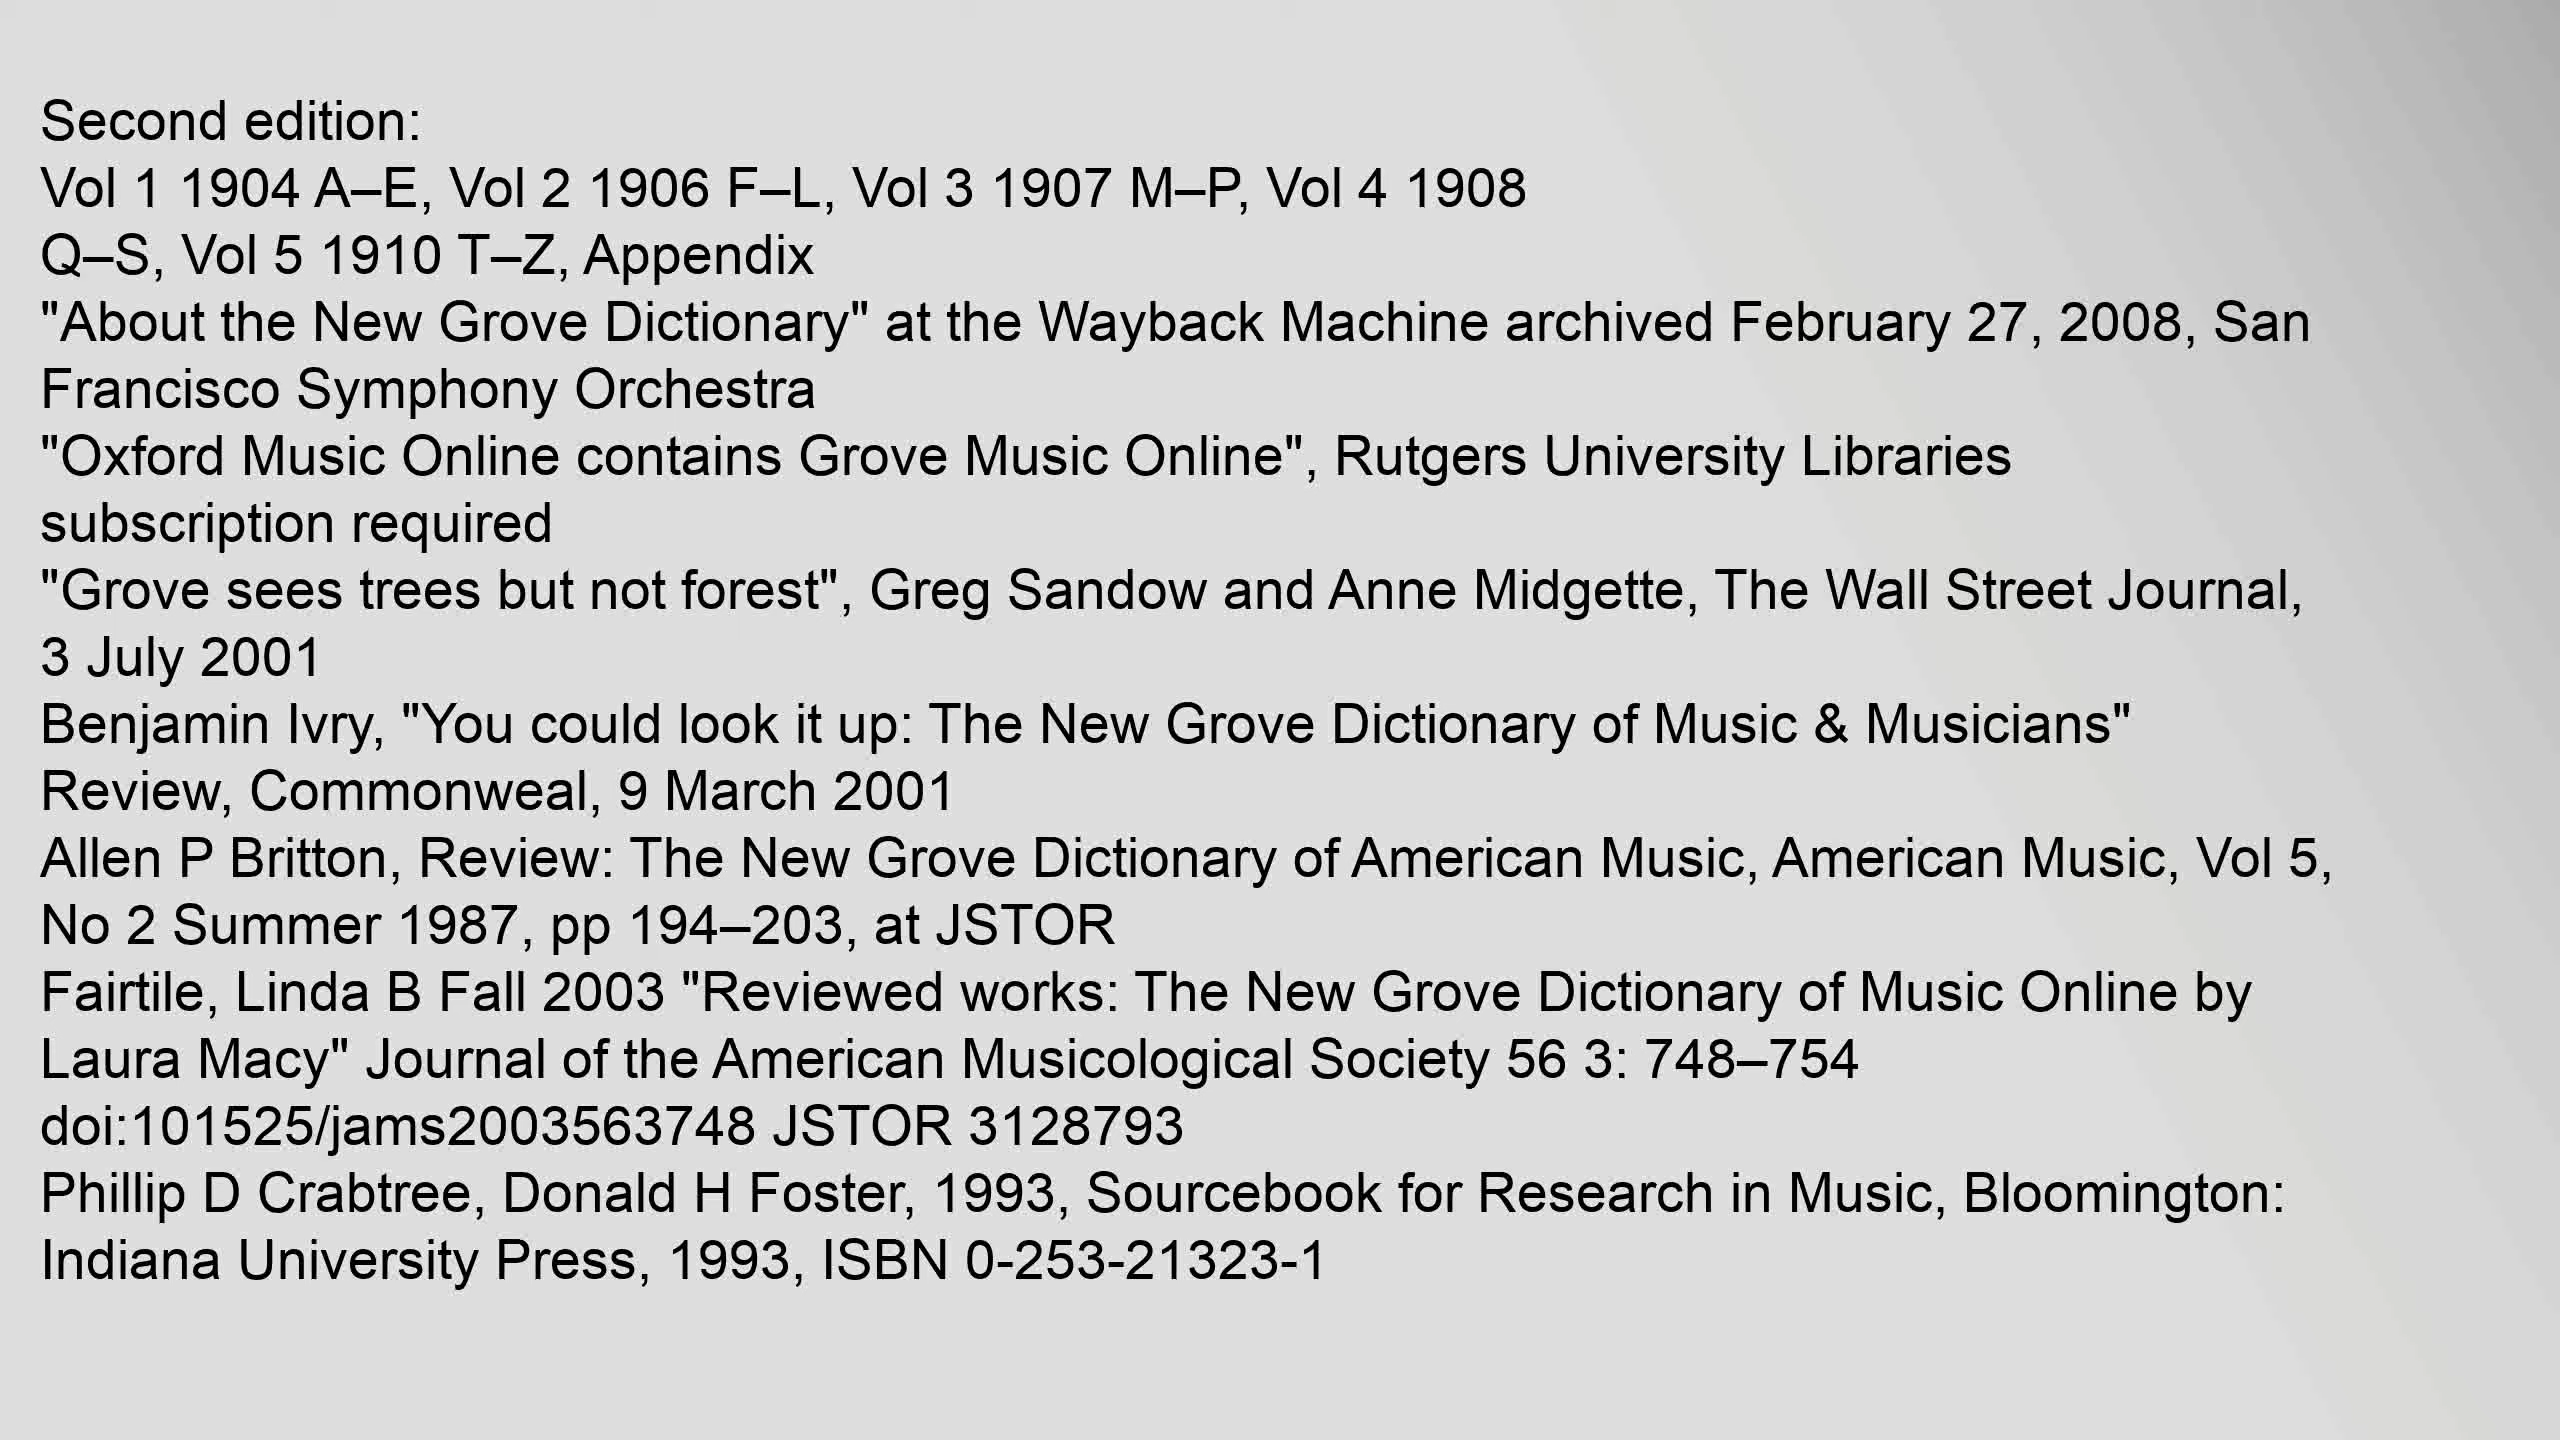 Second edition:
Vol 1 1904 A–E, Vol 2 1906 F–L, Vol 3 1907 M–P, Vol 4 1908
Q–S, Vol 5 1910 T–Z, Appendix
"About the New Grove Dictionary" at the Wayback Machine archived February 27, 2008, San
Francisco Symphony Orchestra
"Oxford Music Online contains Grove Music Online", Rutgers University Libraries
subscription required
"Grove sees trees but not forest", Greg Sandow and Anne Midgette, The Wall Street Journal,
3 July 2001
Benjamin Ivry, "You could look it up: The New Grove Dictionary of Music & Musicians"
Review, Commonweal, 9 March 2001
Allen P Britton, Review: The New Grove Dictionary of American Music, American Music, Vol 5,
No 2 Summer 1987, pp 194–203, at JSTOR
Fairtile, Linda B Fall 2003 "Reviewed works: The New Grove Dictionary of Music Online by
Laura Macy" Journal of the American Musicological Society 56 3: 748–754
doi:101525/jams2003563748 JSTOR 3128793
Phillip D Crabtree, Donald H Foster, 1993, Sourcebook for Research in Music, Bloomington:
Indiana University Press, 1993, ISBN 0-253-21323-1